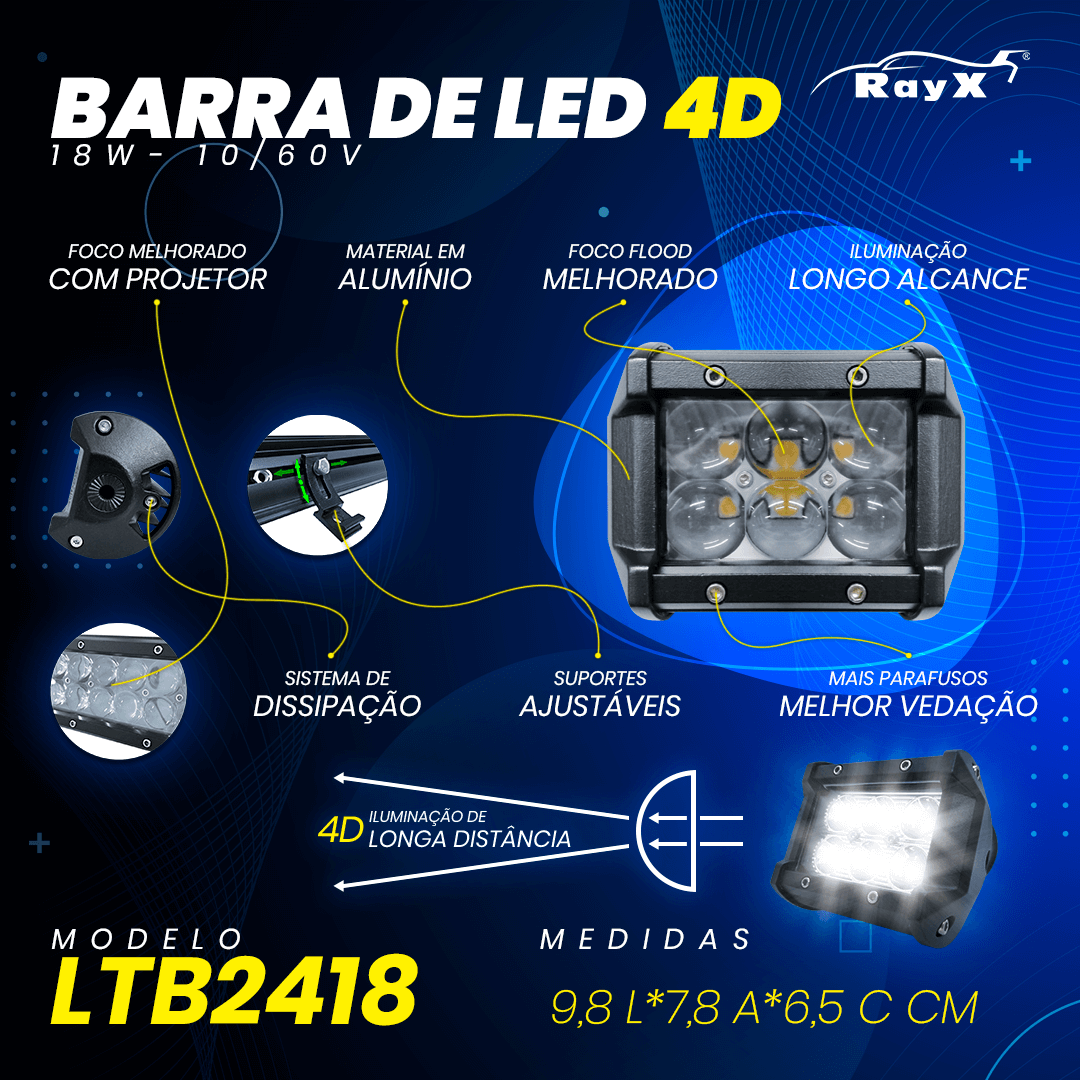 BARRA DE LED 4D
18W- 10/60V
RayX®
FOCO MELHORADO
COM PROJETOR
MATERIAL EM
ALUMÍNIO
FOCO FLOOD
MELHORADO
ILUMINAÇÃO
LONGO ALCANCE
SISTEMA DE
DISSIPAÇÃO
SUPORTES
AJUSTÁVEIS
MAIS PARAFUSOS
MELHOR VEDAÇÃO
4D ILUMINAÇÃO DE
LONGA DISTÂNCIA
MODELO
LTB2418
MEDIDAS
9,8 L*7,8 A*6,5 C CM